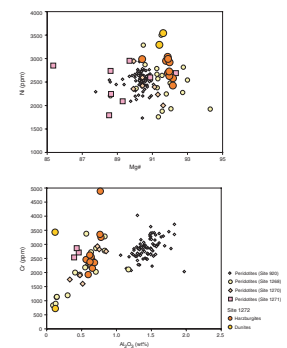 4000
3500
3000
2500
2000
1500
1000
Ni (ppm)
85 87 89 91 93 95
Mg#
5000
4500
4000
3500
3000
2500
2000
1500
1000
500
0
Cr (ppm)
0 0.5 1.0 1.5 2.0 2.5
Al2O3 (wt%)
Peridotites (Site 920)
Peridotites (Site 1268)
Peridotites (Site 1270)
Peridotites (Site 1271)
Site 1272
Harzburgites
Dunites